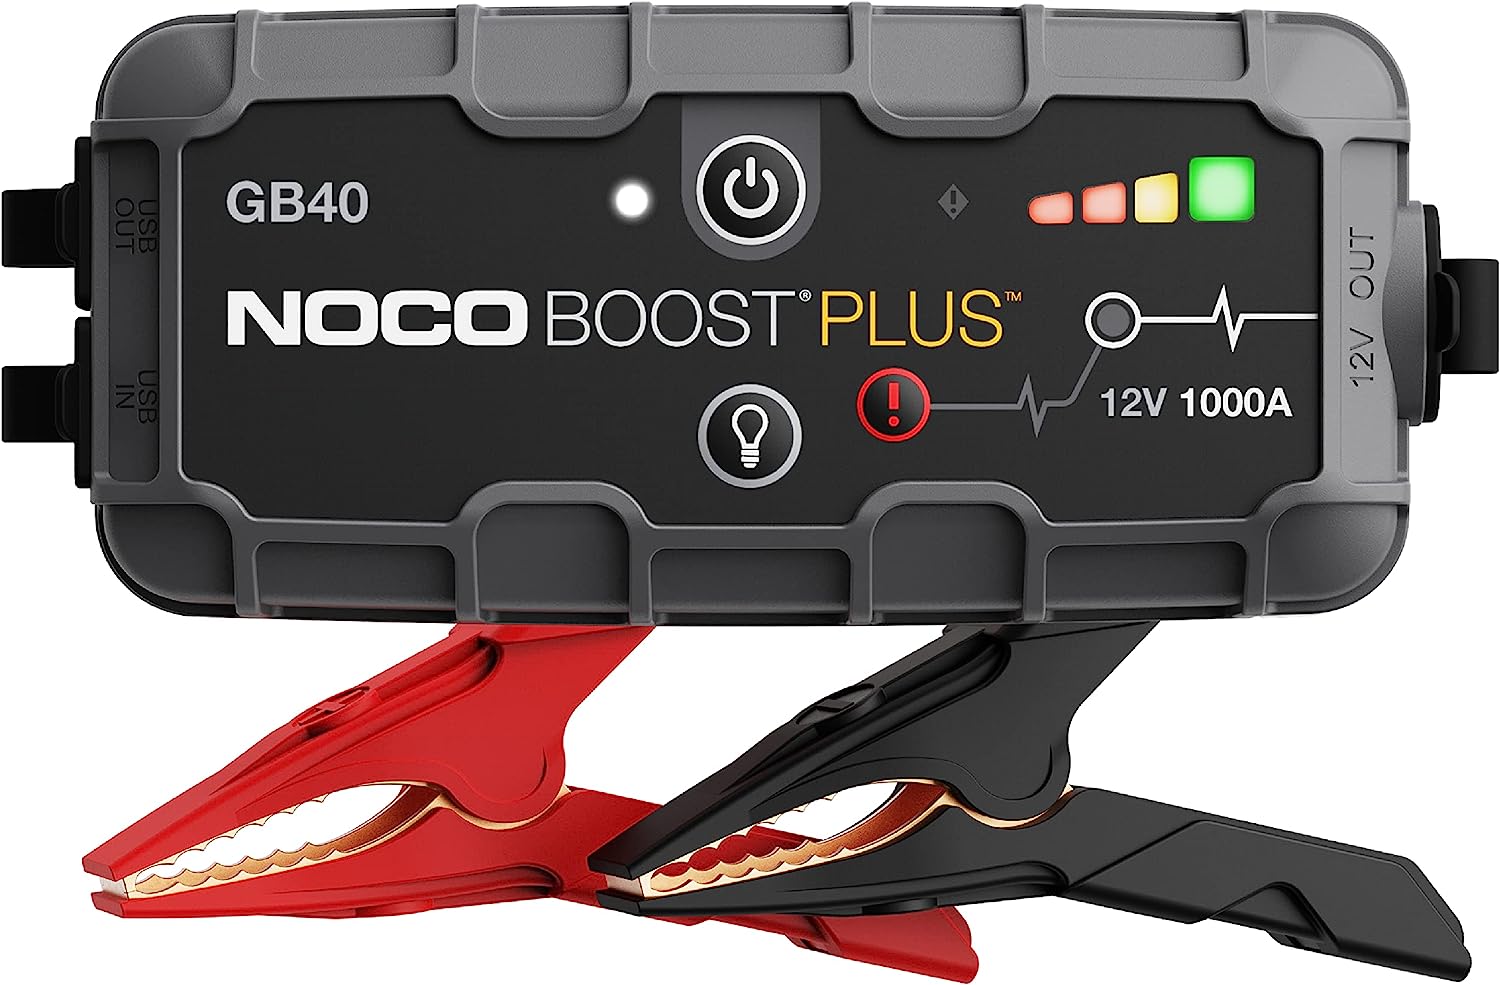 GB40
NOCO BOOST® PLUS™
12V 1000A
USB OUT
USB IN
12V OUT